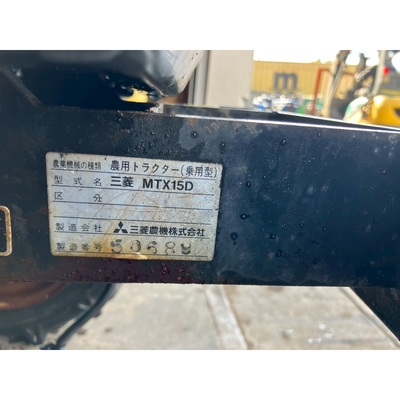 農業機械の種類 農用トラクター(乗用型)
型式名 三菱 MTX15D
区分
製造会社 三菱農機株式会社
製造番号 50689